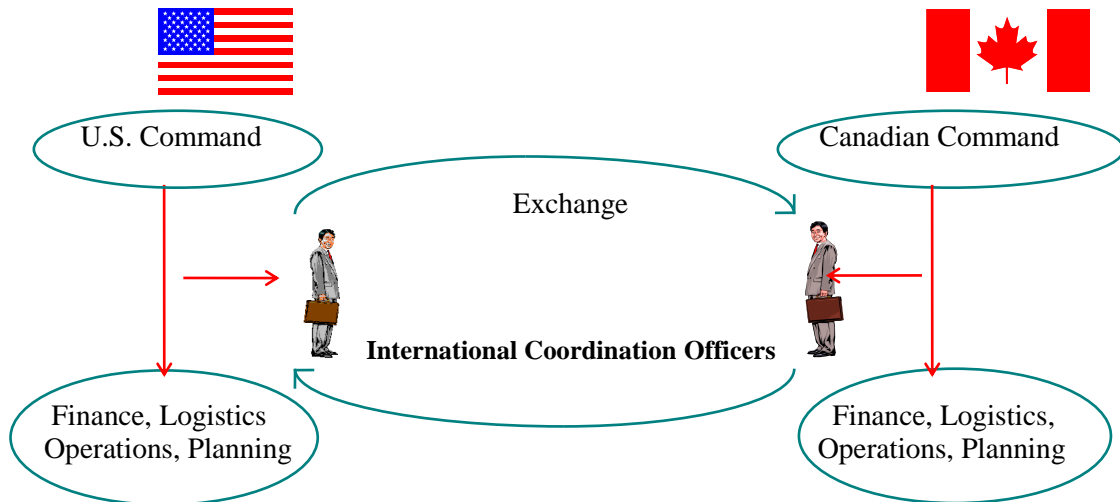 U.S. Command
Canadian Command
Exchange
International Coordination Officers
Finance, Logistics
Operations, Planning
Finance, Logistics,
Operations, Planning